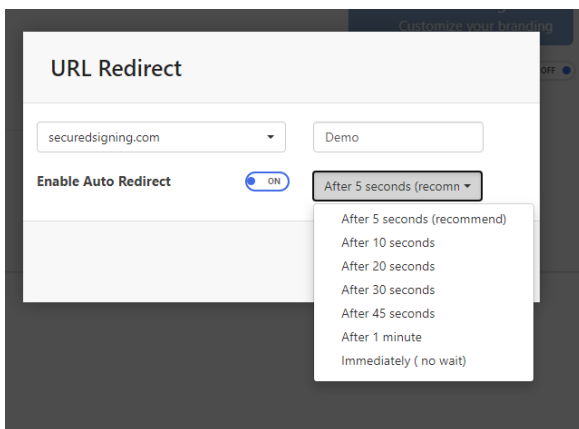 Customize your branding
URL Redirect
OFF
securedsigning.com
Demo
Enable Auto Redirect
ON
After 5 seconds (recomn
After 5 seconds (recommend)
After 10 seconds
After 20 seconds
After 30 seconds
After 45 seconds
After 1 minute
Immediately ( no wait)